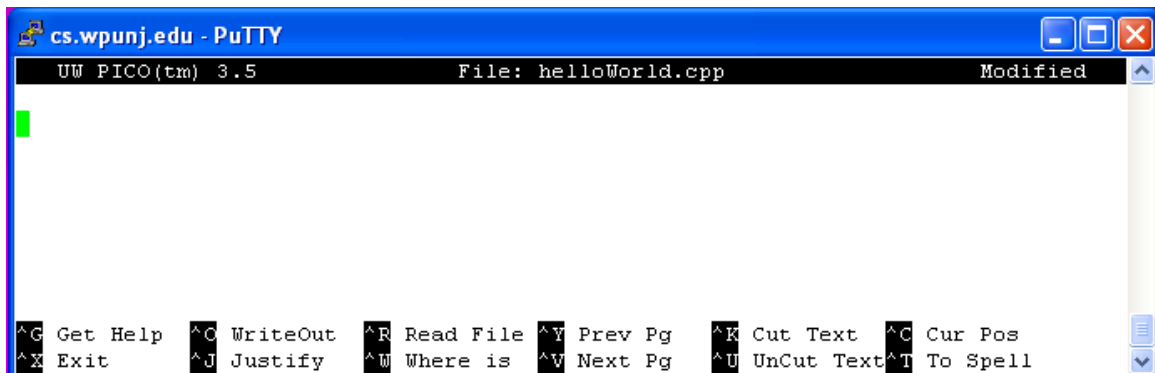 cs.wpunj.edu - PuTTY
UW PICO(tm) 3.5 File: helloWorld.cpp Modified
^G Get Help ^O WriteOut ^R Read File ^Y Prev Pg ^K Cut Text ^C Cur Pos
^X Exit ^J Justify ^W Where is ^V Next Pg ^U UnCut Text ^T To Spell